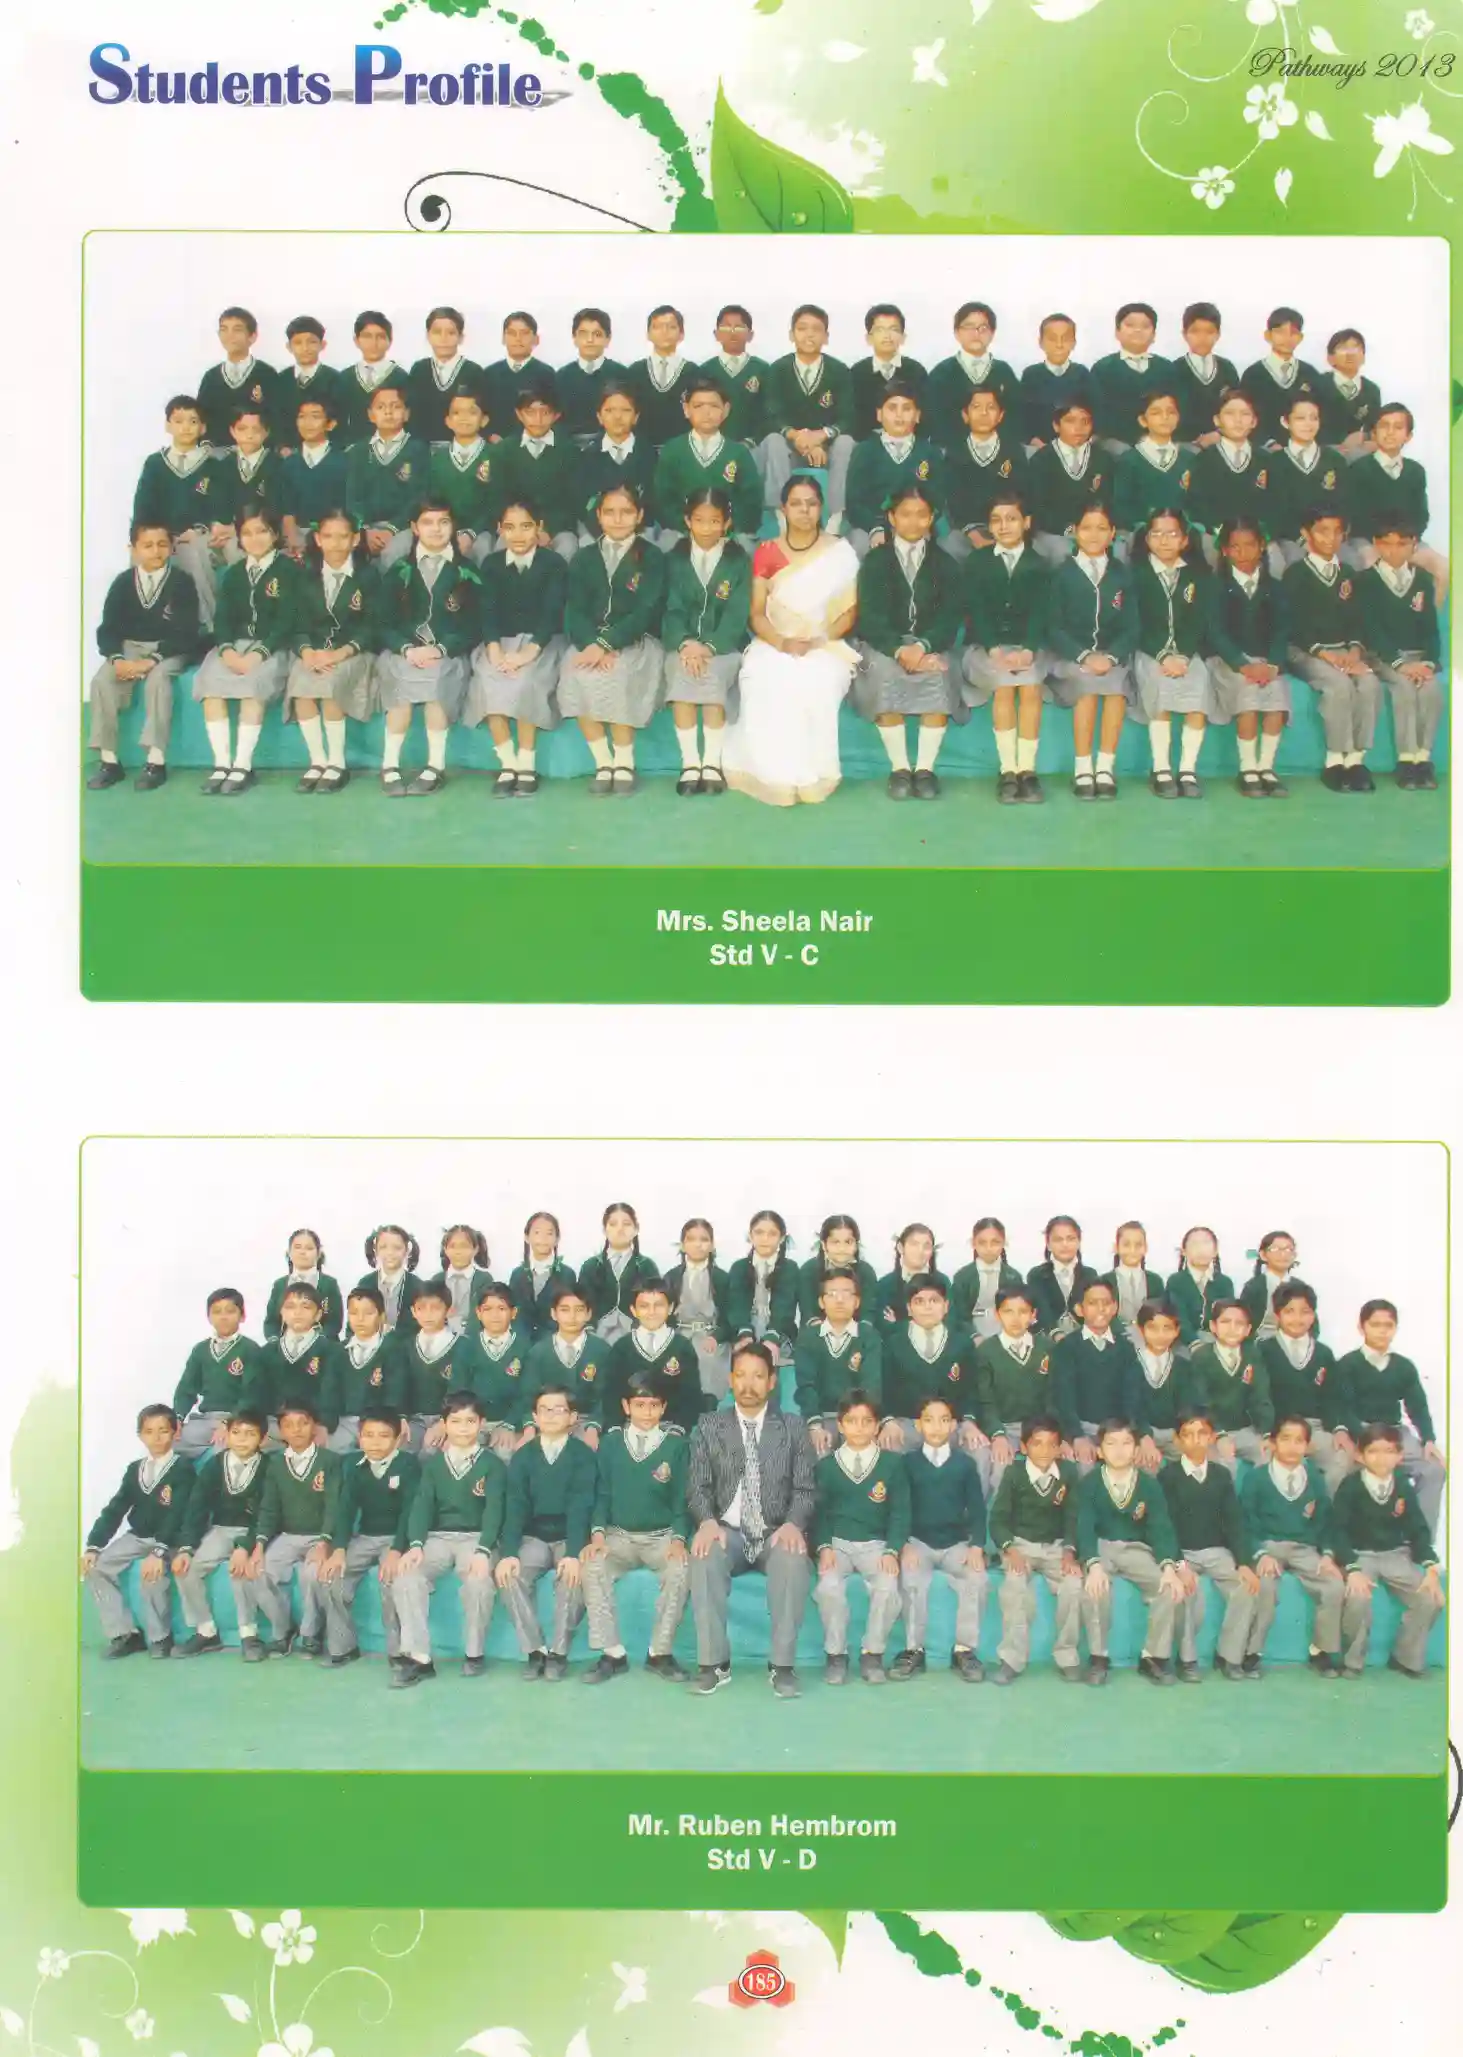 Students Profile
Pathways 2013
Mrs. Sheela Nair
Std V - C
Mr. Ruben Hembrom
Std V - D
185